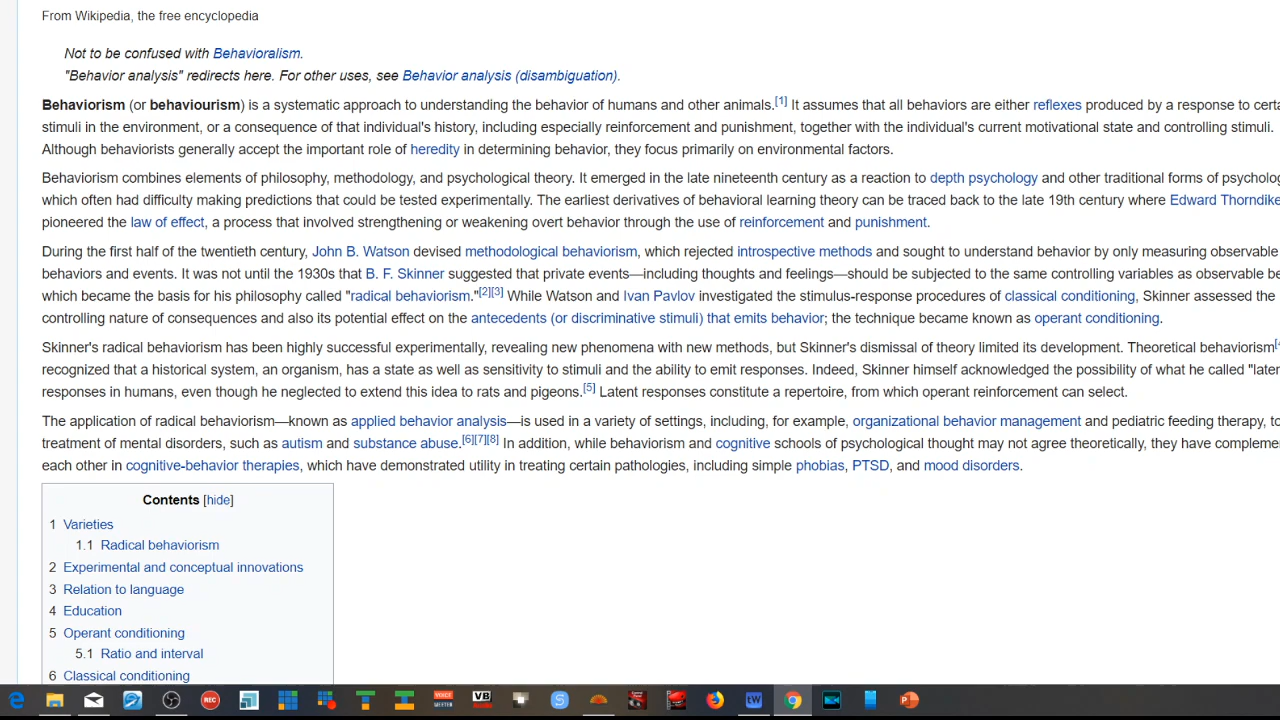 From Wikipedia, the free encyclopedia
Not to be confused with Behavioralism.
"Behavior analysis" redirects here. For other uses, see Behavior analysis (disambiguation).
Behaviorism (or behaviourism) is a systematic approach to understanding the behavior of humans and other animals.[1] It assumes that all behaviors are either reflexes produced by a response to certa
stimuli in the environment, or a consequence of that individual's history, including especially reinforcement and punishment, together with the individual's current motivational state and controlling stimuli.
Although behaviorists generally accept the important role of heredity in determining behavior, they focus primarily on environmental factors.
Behaviorism combines elements of philosophy, methodology, and psychological theory. It emerged in the late nineteenth century as a reaction to depth psychology and other traditional forms of psycholog
which often had difficulty making predictions that could be tested experimentally. The earliest derivatives of behavioral learning theory can be traced back to the late 19th century where Edward Thorndike
pioneered the law of effect, a process that involved strengthening or weakening overt behavior through the use of reinforcement and punishment.
During the first half of the twentieth century, John B. Watson devised methodological behaviorism, which rejected introspective methods and sought to understand behavior by only measuring observable
behaviors and events. It was not until the 1930s that B. F. Skinner suggested that private events—including thoughts and feelings—should be subjected to the same controlling variables as observable be
which became the basis for his philosophy called "radical behaviorism."[2][3] While Watson and Ivan Pavlov investigated the stimulus-response procedures of classical conditioning, Skinner assessed the
controlling nature of consequences and also its potential effect on the antecedents (or discriminative stimuli) that emits behavior; the technique became known as operant conditioning.
Skinner's radical behaviorism has been highly successful experimentally, revealing new phenomena with new methods, but Skinner's dismissal of theory limited its development. Theoretical behaviorism[4
recognized that a historical system, an organism, has a state as well as sensitivity to stimuli and the ability to emit responses. Indeed, Skinner himself acknowledged the possibility of what he called "laten
responses in humans, even though he neglected to extend this idea to rats and pigeons.[5] Latent responses constitute a repertoire, from which operant reinforcement can select.
The application of radical behaviorism—known as applied behavior analysis—is used in a variety of settings, including, for example, organizational behavior management and pediatric feeding therapy, to
treatment of mental disorders, such as autism and substance abuse.[6][7][8] In addition, while behaviorism and cognitive schools of psychological thought may not agree theoretically, they have compleme
each other in cognitive-behavior therapies, which have demonstrated utility in treating certain pathologies, including simple phobias, PTSD, and mood disorders.
Contents [hide]
1 Varieties
1.1 Radical behaviorism
2 Experimental and conceptual innovations
3 Relation to language
4 Education
5 Operant conditioning
5.1 Ratio and interval
6 Classical conditioning
REC
VOICE
MEETER
VB
tW